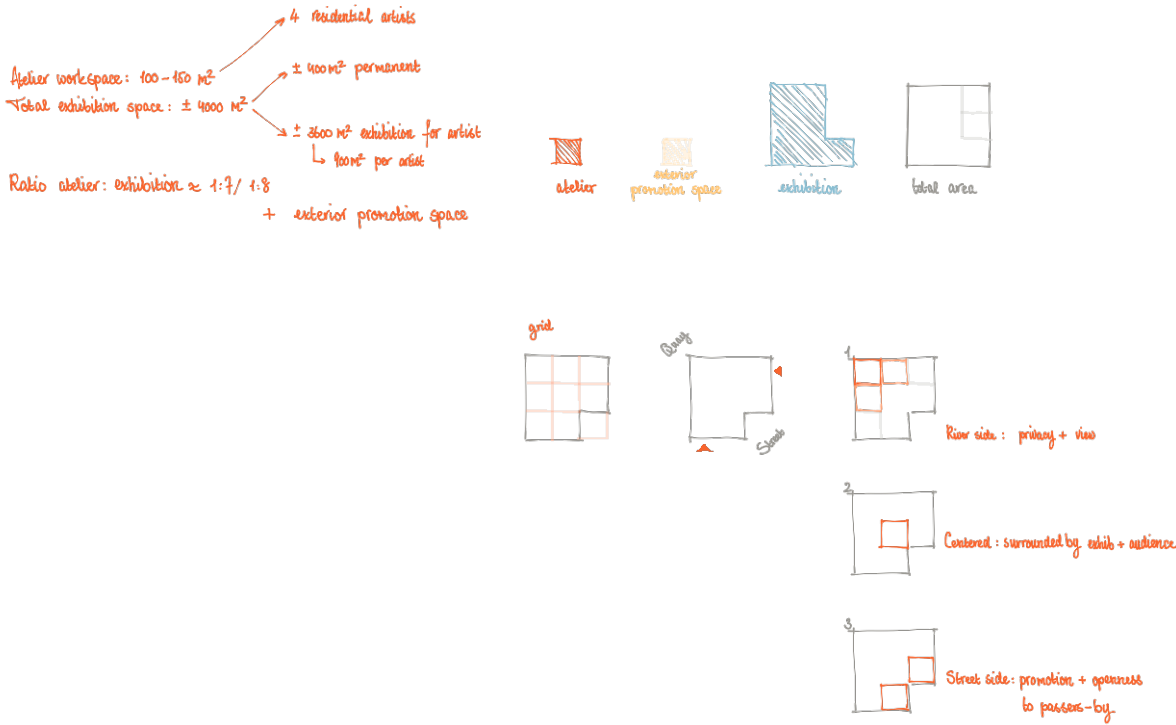 4 residential artists
Atelier workspace: 100-150 m²
± 400m² permanent
Total exhibition space: ± 4000 m²
± 3600m² exhibition for artist
900m² per artist
Ratio atelier: exhibition ≈ 1:7/ 1:8
+ exterior promotion space
atelier
exterior
promotion space
exhibition
total area
grid
Quay
Street
1
River side: privacy + view
2
Centered: surrounded by exhib + audience
3
Street side: promotion + openness
to passers-by